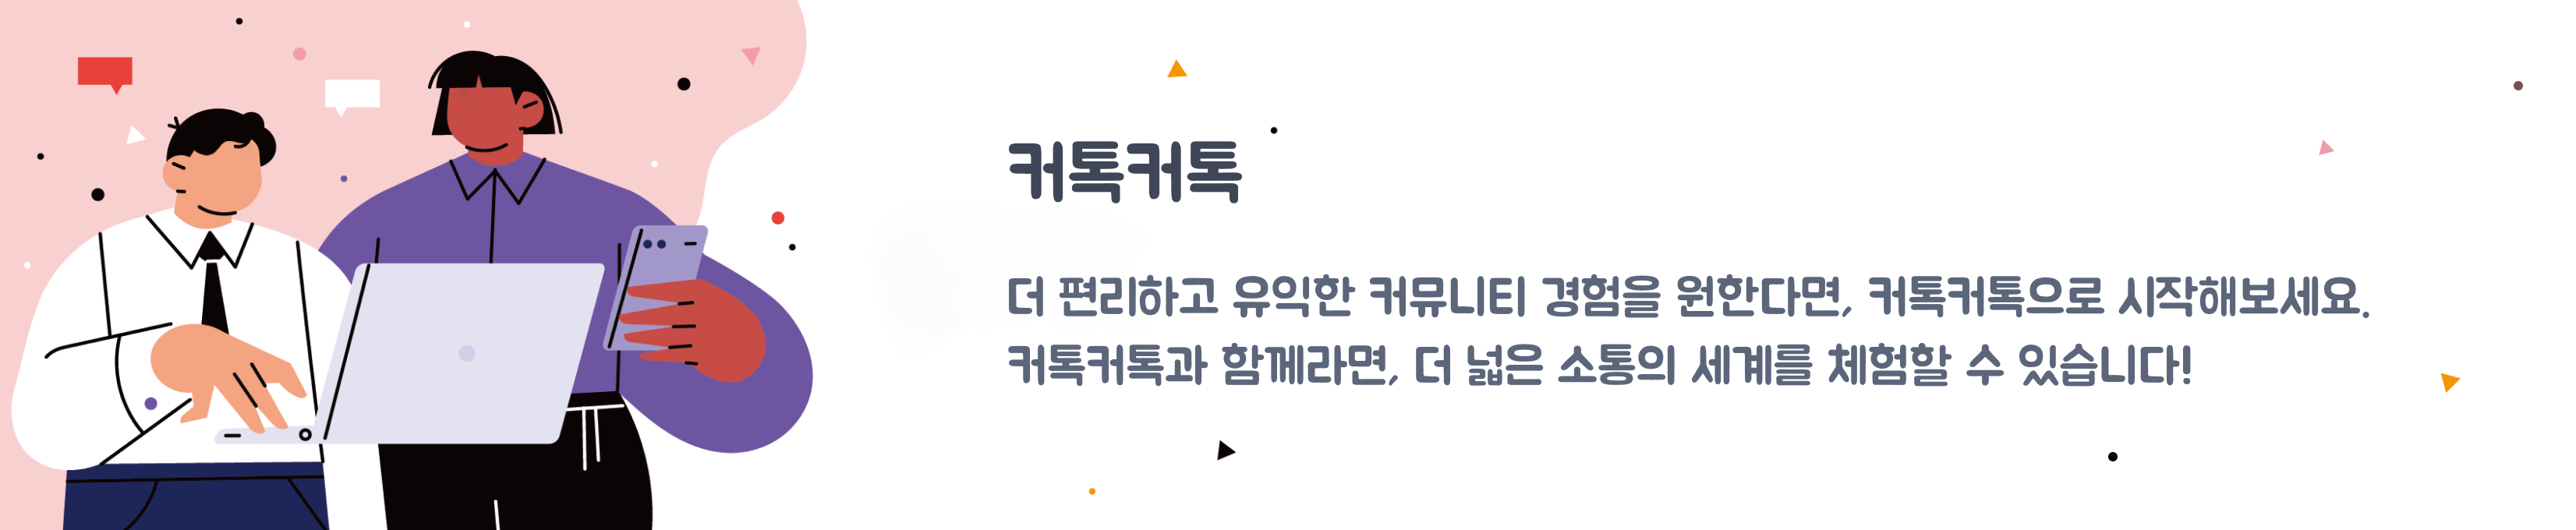 커톡커톡
더 편리하고 유익한 커뮤니티 경험을 원한다면, 커톡커톡으로 시작해보세요.
커톡커톡과 함께라면, 더 넓은 소통의 세계를 체험할 수 있습니다!